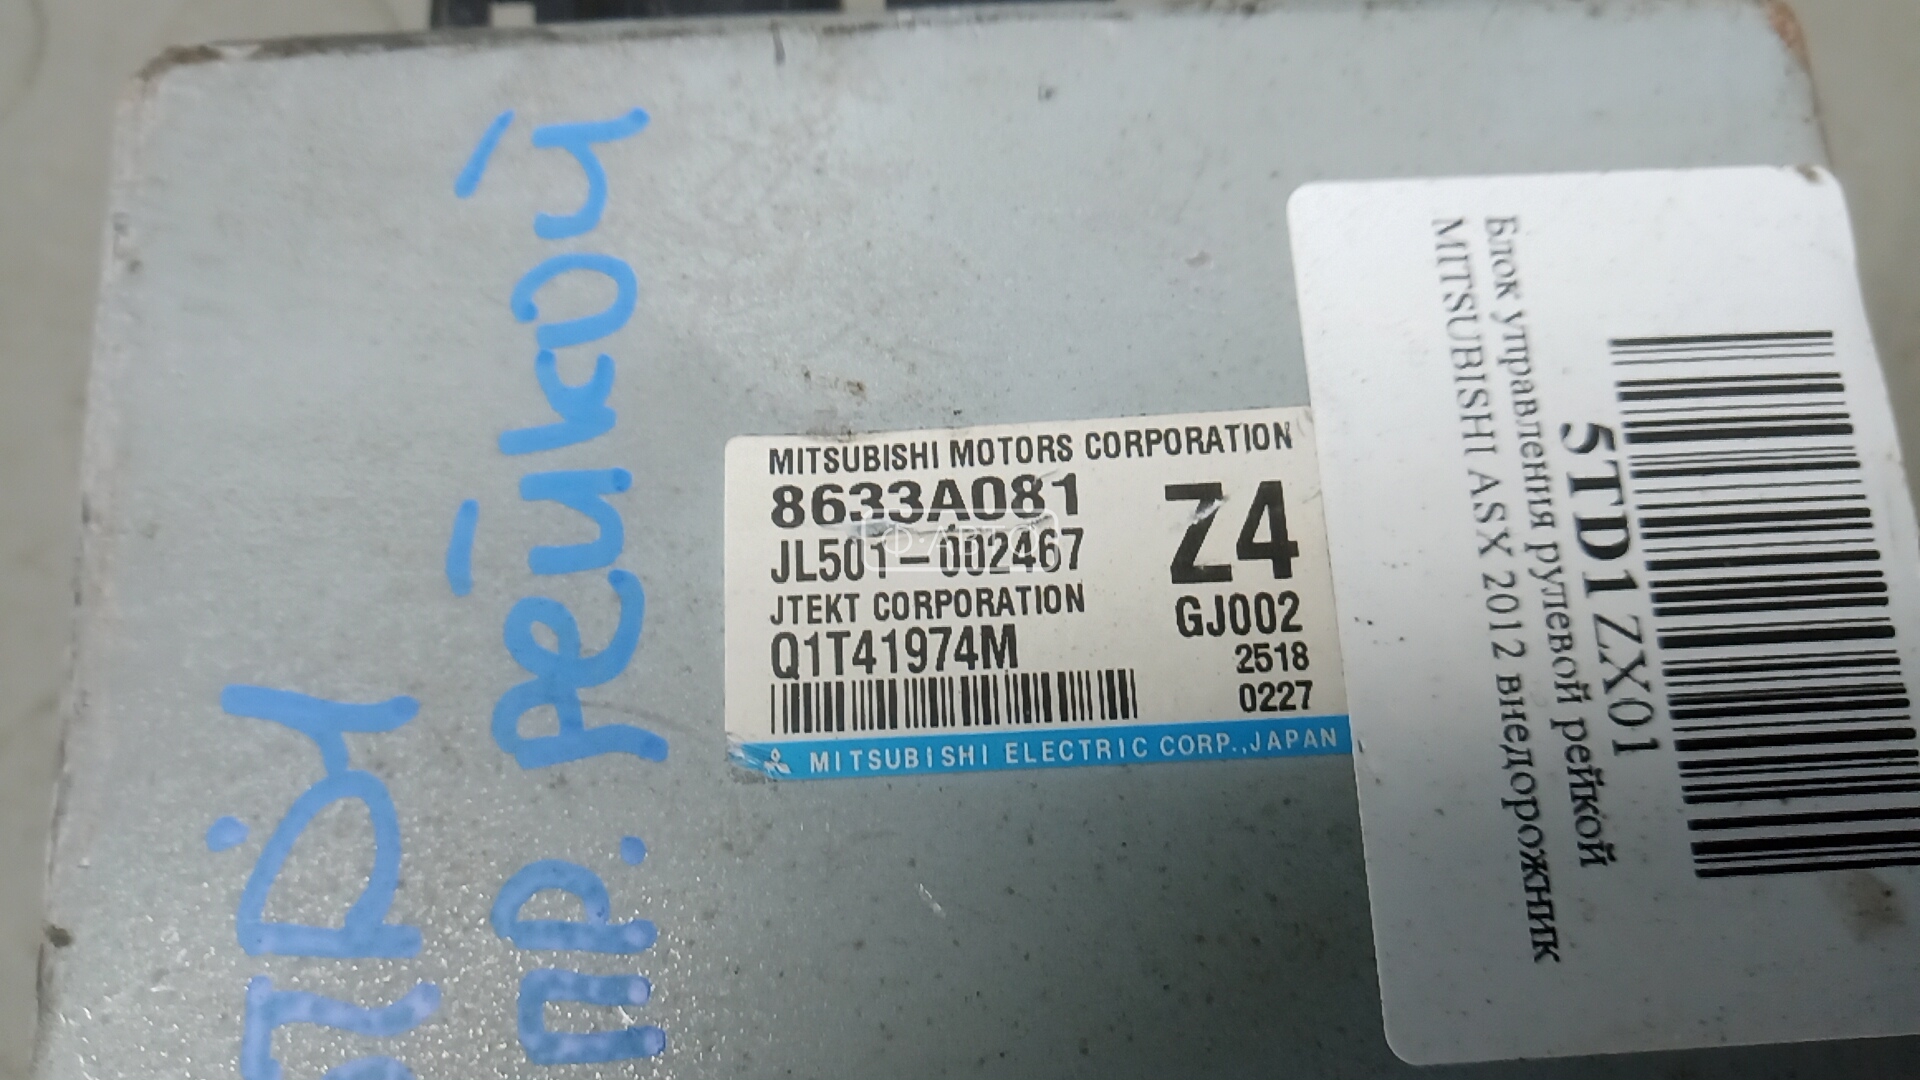 MITSUBISHI MOTORS CORPORATION
8633A081
JL501-002467
JTEKT CORPORATION
Q1T41974M
Z4
GJ002
2518
0227
MITSUBISHI ELECTRIC CORP., JAPAN
Ф-АВТО
5TD1ZX01
Блок управления рулевой рейкой
MITSUBISHI ASX 2012 внедорожник
пр. рейкой